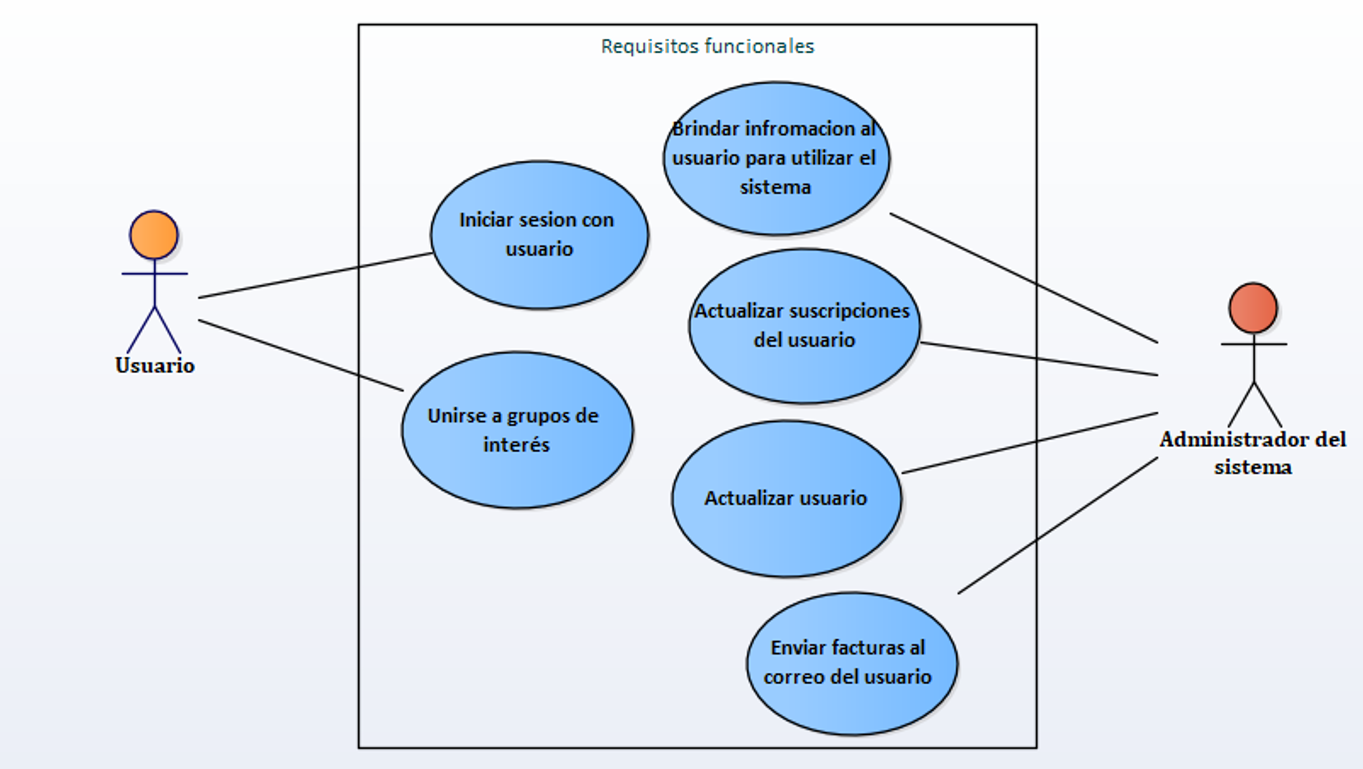 Requisitos funcionales
Brindar infromacion al
usuario para utilizar el
sistema
Iniciar sesion con
usuario
Actualizar suscripciones
del usuario
Usuario
Unirse a grupos de
interés
Administrador del
sistema
Actualizar usuario
Enviar facturas al
correo del usuario